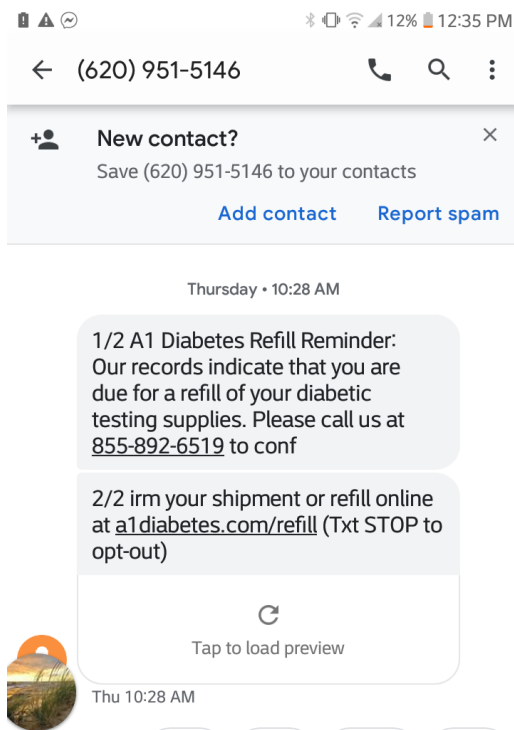 12% 12:35 PM
(620) 951-5146
New contact?
Save (620) 951-5146 to your contacts
Add contact Report spam
Thursday • 10:28 AM
1/2 A1 Diabetes Refill Reminder:
Our records indicate that you are
due for a refill of your diabetic
testing supplies. Please call us at
855-892-6519 to conf
2/2 irm your shipment or refill online
at a1diabetes.com/refill (Txt STOP to
opt-out)
Tap to load preview
Thu 10:28 AM